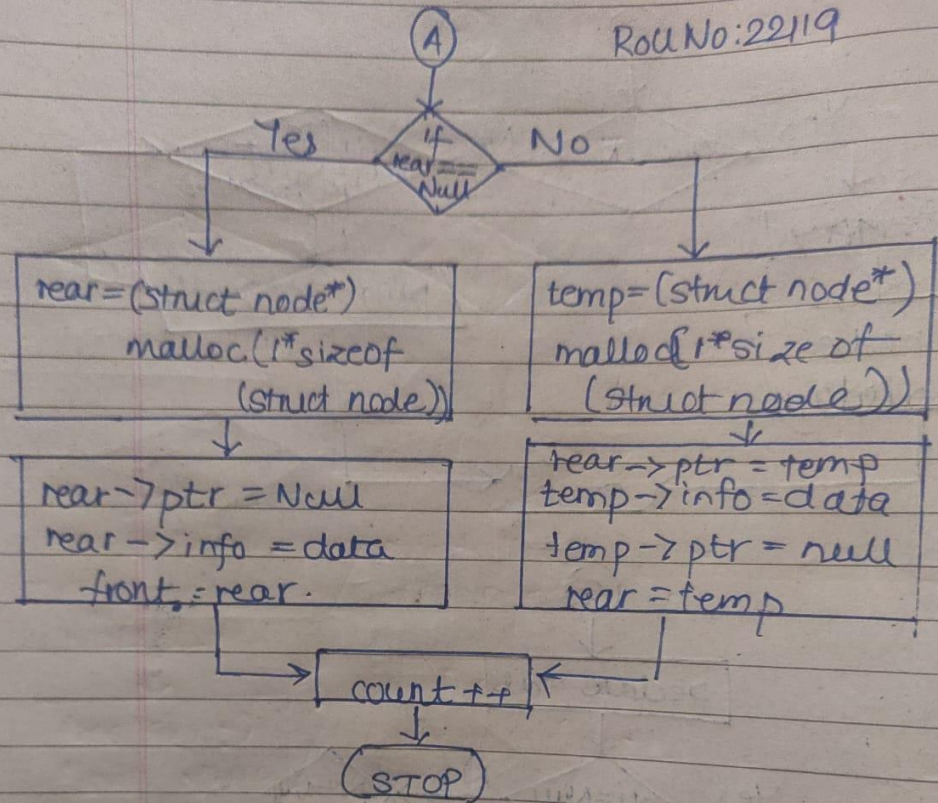 A
Roll No:22119
Yes
If
rear==
Null
No
rear=(struct node*)
malloc(1*sizeof
(struct node))
temp=(struct node*)
malloc(1*size of
(struct node))
rear->ptr = Null
rear->info = data
front = rear.
rear->ptr = temp
temp->info = data
temp->ptr = null
rear = temp
count ++
STOP